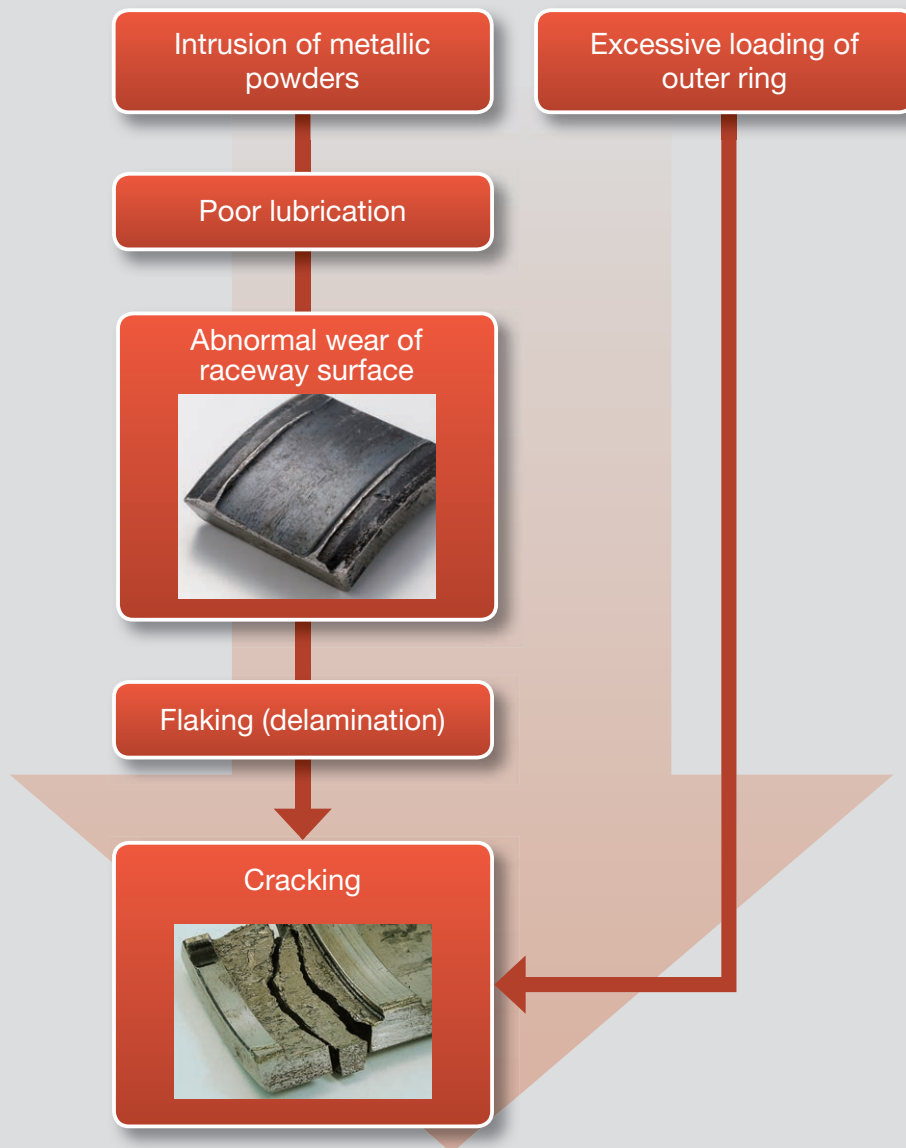 Intrusion of metallic
powders
Excessive loading of
outer ring
Poor lubrication
Abnormal wear of
raceway surface
Flaking (delamination)
Cracking